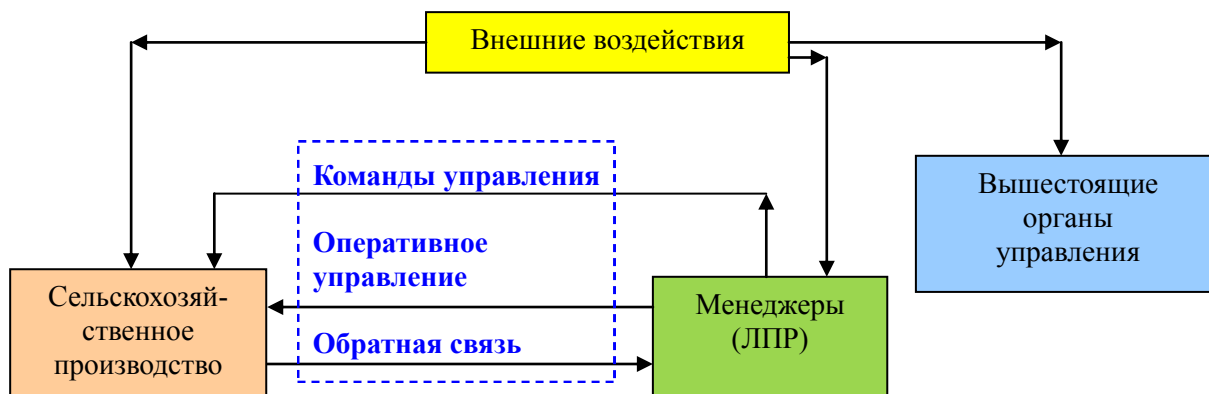 Внешние воздействия
Команды управления
Вышестоящие
органы
управления
Оперативное
управление
Сельскохозяй-
ственное
производство
Менеджеры
(ЛПР)
Обратная связь